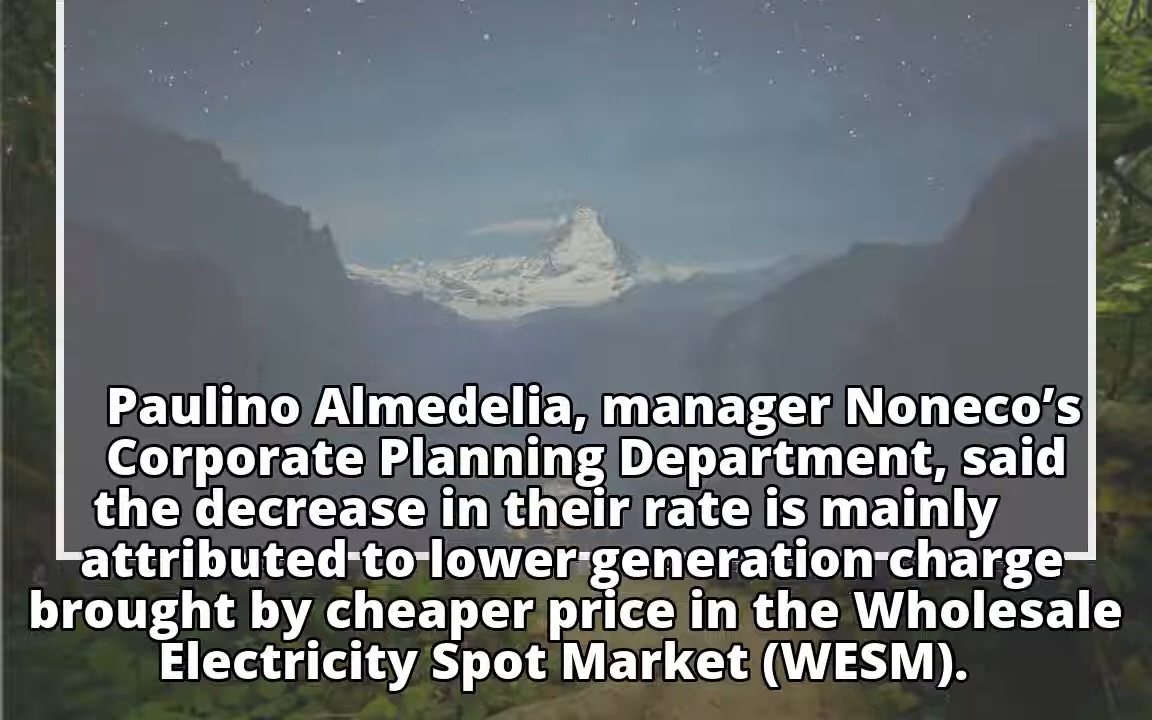 Paulino Almedelia, manager Noneco’s
Corporate Planning Department, said
the decrease in their rate is mainly
attributed to lower generation charge
brought by cheaper price in the Wholesale
Electricity Spot Market (WESM).